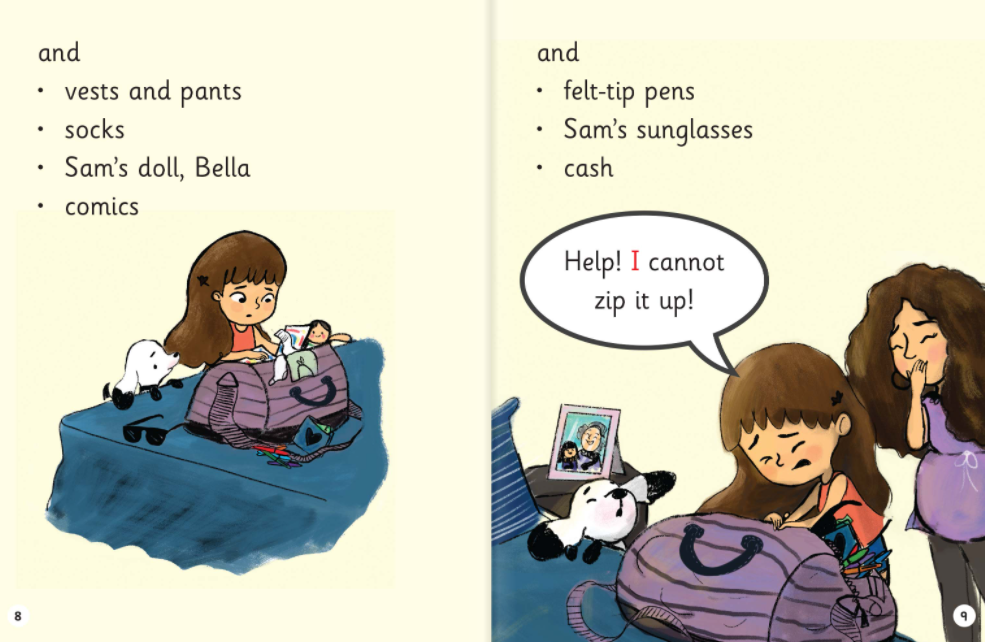 and
• vests and pants
• socks
• Sam's doll, Bella
• comics
8
and
• felt-tip pens
• Sam's sunglasses
• cash
Help! I cannot
zip it up!
9